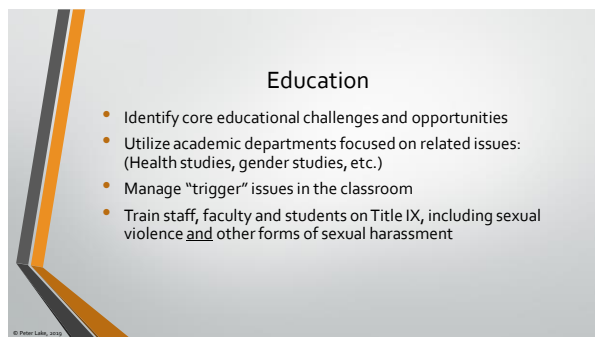 Education
• Identify core educational challenges and opportunities
• Utilize academic departments focused on related issues:
(Health studies, gender studies, etc.)
• Manage “trigger” issues in the classroom
• Train staff, faculty and students on Title IX, including sexual
violence and other forms of sexual harassment
© Peter Lake, 2019